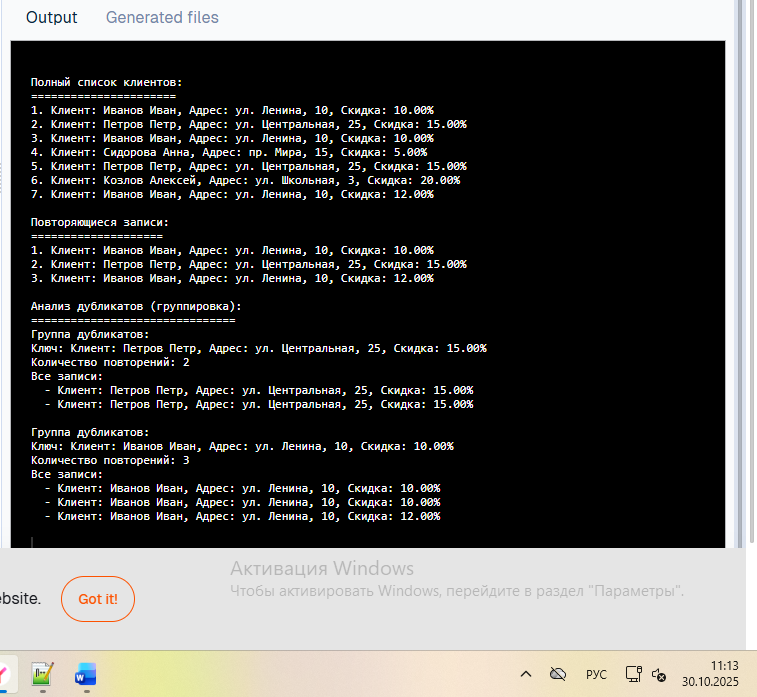 Output Generated files
Полный список клиентов:
======================
1. Клиент: Иванов Иван, Адрес: ул. Ленина, 10, Скидка: 10.00%
2. Клиент: Петров Петр, Адрес: ул. Центральная, 25, Скидка: 15.00%
3. Клиент: Иванов Иван, Адрес: ул. Ленина, 10, Скидка: 10.00%
4. Клиент: Сидорова Анна, Адрес: пр. Мира, 15, Скидка: 5.00%
5. Клиент: Петров Петр, Адрес: ул. Центральная, 25, Скидка: 15.00%
6. Клиент: Козлов Алексей, Адрес: ул. Школьная, 3, Скидка: 20.00%
7. Клиент: Иванов Иван, Адрес: ул. Ленина, 10, Скидка: 12.00%
Повторяющиеся записи:
====================
1. Клиент: Иванов Иван, Адрес: ул. Ленина, 10, Скидка: 10.00%
2. Клиент: Петров Петр, Адрес: ул. Центральная, 25, Скидка: 15.00%
3. Клиент: Иванов Иван, Адрес: ул. Ленина, 10, Скидка: 12.00%
Анализ дубликатов (группировка):
===============================
Группа дубликатов:
Ключ: Клиент: Петров Петр, Адрес: ул. Центральная, 25, Скидка: 15.00%
Количество повторений: 2
Все записи:
- Клиент: Петров Петр, Адрес: ул. Центральная, 25, Скидка: 15.00%
- Клиент: Петров Петр, Адрес: ул. Центральная, 25, Скидка: 15.00%
Группа дубликатов:
Ключ: Клиент: Иванов Иван, Адрес: ул. Ленина, 10, Скидка: 10.00%
Количество повторений: 3
Все записи:
- Клиент: Иванов Иван, Адрес: ул. Ленина, 10, Скидка: 10.00%
- Клиент: Иванов Иван, Адрес: ул. Ленина, 10, Скидка: 10.00%
- Клиент: Иванов Иван, Адрес: ул. Ленина, 10, Скидка: 12.00%
Активация Windows
Чтобы активировать Windows, перейдите в раздел "Параметры".
ebsite. Got it!
W РУС 11:13
30.10.2025